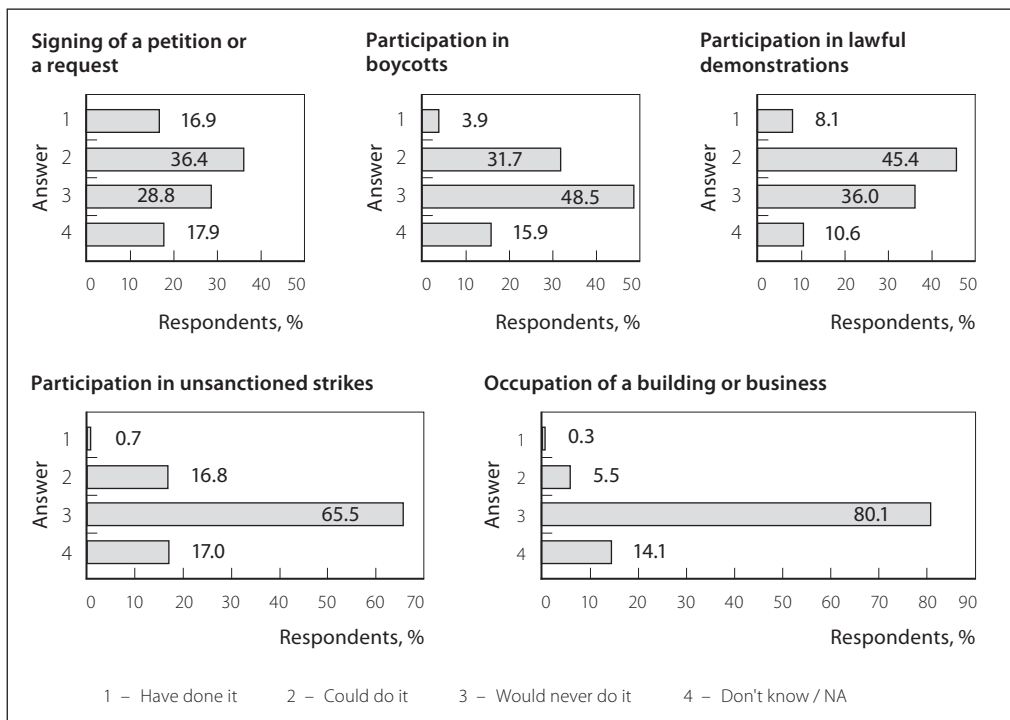 Signing of a petition or
a request
Answer
1 16.9
2 36.4
3 28.8
4 17.9
0 10 20 30 40 50
Respondents, %
Participation in
boycotts
Answer
1 3.9
2 31.7
3 48.5
4 15.9
0 10 20 30 40 50
Respondents, %
Participation in lawful
demonstrations
Answer
1 8.1
2 45.4
3 36.0
4 10.6
0 10 20 30 40 50
Respondents, %
Participation in unsanctioned strikes
Answer
1 0.7
2 16.8
3 65.5
4 17.0
0 10 20 30 40 50 60 70
Respondents, %
Occupation of a building or business
Answer
1 0.3
2 5.5
3 80.1
4 14.1
0 10 20 30 40 50 60 70 80 90
Respondents, %
1 – Have done it 2 – Could do it 3 – Would never do it 4 – Don't know / NA